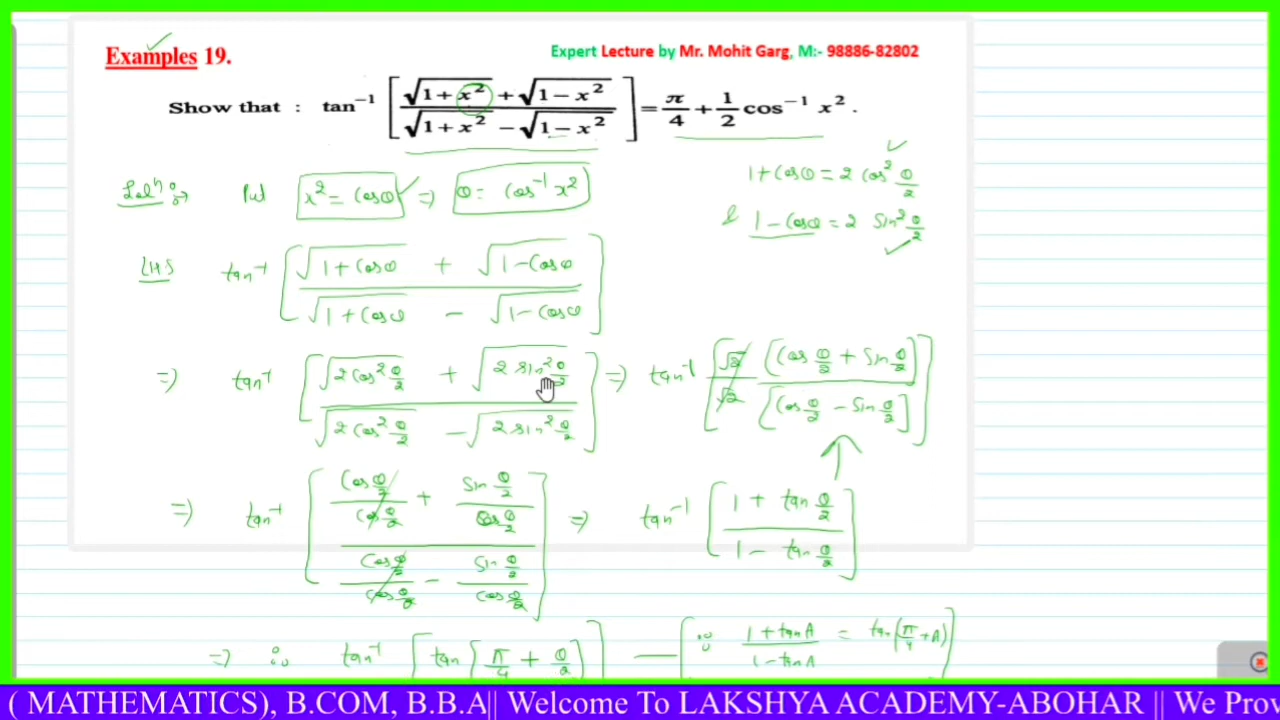 Examples 19.
Expert Lecture by Mr. Mohit Garg, M:- 98886-82802
Show that : tan⁻¹ [ (√(1+x²) + √(1−x²)) / (√(1+x²) − √(1−x²)) ] = π/4 + 1/2 cos⁻¹ x² .
Solⁿ :→ Put x² = cosθ ⇒ θ = cos⁻¹ x²
1 + cosθ = 2 cos² θ/2
& 1 − cosθ = 2 sin² θ/2
LHS tan⁻¹ [ (√(1+cosθ) + √(1−cosθ)) / (√(1+cosθ) − √(1−cosθ)) ]
⇒ tan⁻¹ [ (√(2cos² θ/2) + √(2 sin² θ/2)) / (√(2cos² θ/2) − √(2 sin² θ/2)) ] ⇒ tan⁻¹ [ √2 (cos θ/2 + sin θ/2) / √2 (cos θ/2 − sin θ/2) ]
⇒ tan⁻¹ [ ((cos θ/2)/(cos θ/2) + (sin θ/2)/(cos θ/2)) / ((cos θ/2)/(cos θ/2) − (sin θ/2)/(cos θ/2)) ] ⇒ tan⁻¹ [ (1 + tan θ/2) / (1 − tan θ/2) ]
⇒ ∴ tan⁻¹ [ tan [ π/4 + θ/2 ) ] — [ ∵ (1 + tanA) / (1 − tanA) = tan(π/4 + A) ]
( MATHEMATICS), B.COM, B.B.A|| Welcome To LAKSHYA ACADEMY-ABOHAR || We Prov